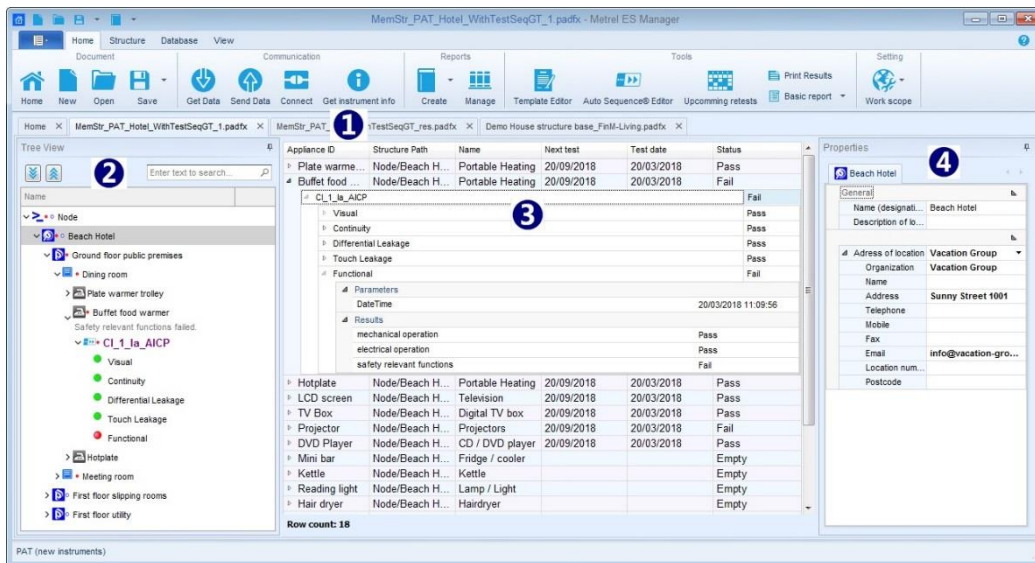 MemStr_PAT_Hotel_WithTestSeqGT_1.padfx - Metrel ES Manager
Home Structure Database View
Document Communication Reports Tools Setting
Home New Open Save Get Data Send Data Connect Get instrument info Create Manage Template Editor Auto Sequence® Editor Upcomming retests Print Results Work scope
Basic report
1
Home X MemStr_PAT_Hotel_WithTestSeqGT_1.padfx X MemStr_PAT_ TestSeqGT_res.padfx X Demo House structure base_FinM-Living.padfx X
Tree View
2
Enter text to search...
Name
Node
Beach Hotel
Ground floor public premises
Dining room
Plate warmer trolley
Buffet food warmer
Safety relevant functions failed.
CI_1_Ia_AICP
Visual
Continuity
Differential Leakage
Touch Leakage
Functional
Hotplate
Meeting room
First floor slipping rooms
First floor utility
Appliance ID Structure Path Name Next test Test date Status
Plate warme... Node/Beach H... Portable Heating 20/09/2018 20/03/2018 Pass
Buffet food ... Node/Beach H... Portable Heating 20/09/2018 20/03/2018 Fail
CI_1_Ia_AICP Fail
3
Visual Pass
Continuity Pass
Differential Leakage Pass
Touch Leakage Pass
Functional Fail
Parameters
DateTime 20/03/2018 11:09:56
Results
mechanical operation Pass
electrical operation Pass
safety relevant functions Fail
Hotplate Node/Beach H... Portable Heating 20/09/2018 20/03/2018 Pass
LCD screen Node/Beach H... Television 20/09/2018 20/03/2018 Pass
TV Box Node/Beach H... Digital TV box 20/09/2018 20/03/2018 Pass
Projector Node/Beach H... Projectors 20/09/2018 20/03/2018 Fail
DVD Player Node/Beach H... CD / DVD player 20/09/2018 20/03/2018 Pass
Mini bar Node/Beach H... Fridge / cooler Empty
Kettle Node/Beach H... Kettle Empty
Reading light Node/Beach H... Lamp / Light Empty
Hair dryer Node/Beach H... Hairdryer Empty
Row count: 18
Properties
4
Beach Hotel
General
Name (designati... Beach Hotel
Description of lo...
Adress of location Vacation Group
Organization Vacation Group
Name
Address Sunny Street 1001
Telephone
Mobile
Fax
Email info@vacation-gro...
Location num...
Postcode
PAT (new instruments)